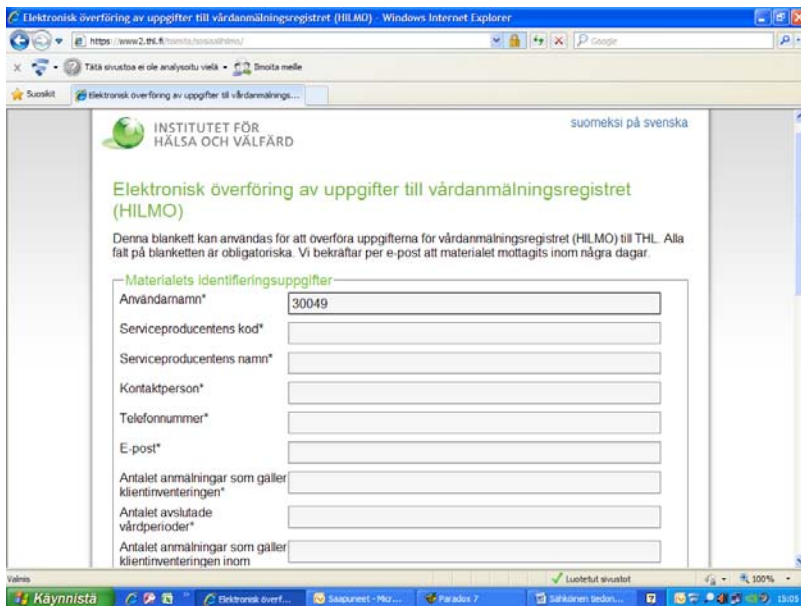 Elektronisk överföring av uppgifter till vårdanmälningsregistret (HILMO) - Windows Internet Explorer
https://www2.thl.fi/
Google
Tätä sivustoa ei ole analysoitu vielä
Ilmoita meille
Suosikit
Elektronisk överföring av uppgifter till vårdanmälnings...
INSTITUTET FÖR
HÄLSA OCH VÄLFÄRD
suomeksi på svenska
Elektronisk överföring av uppgifter till vårdanmälningsregistret
(HILMO)
Denna blankett kan användas för att överföra uppgifterna för vårdanmälningsregistret (HILMO) till THL. Alla
fält på blanketten är obligatoriska. Vi bekräftar per e-post att materialet mottagits inom några dagar.
Materialets identifieringsuppgifter
Användarnamn*
30049
Serviceproducentens kod*
Serviceproducentens namn*
Kontaktperson*
Telefonnummer*
E-post*
Antalet anmälningar som gäller
klientinventeringen*
Antalet avslutade
vårdperioder*
Antalet anmälningar som gäller
klientinventeringen inom
Valmis
Luotetut sivustot
100%
Käynnistä
Elektronisk överf...
Saapuneet - Micr...
Paradox 7
Sähköinen tiedon...
15:05